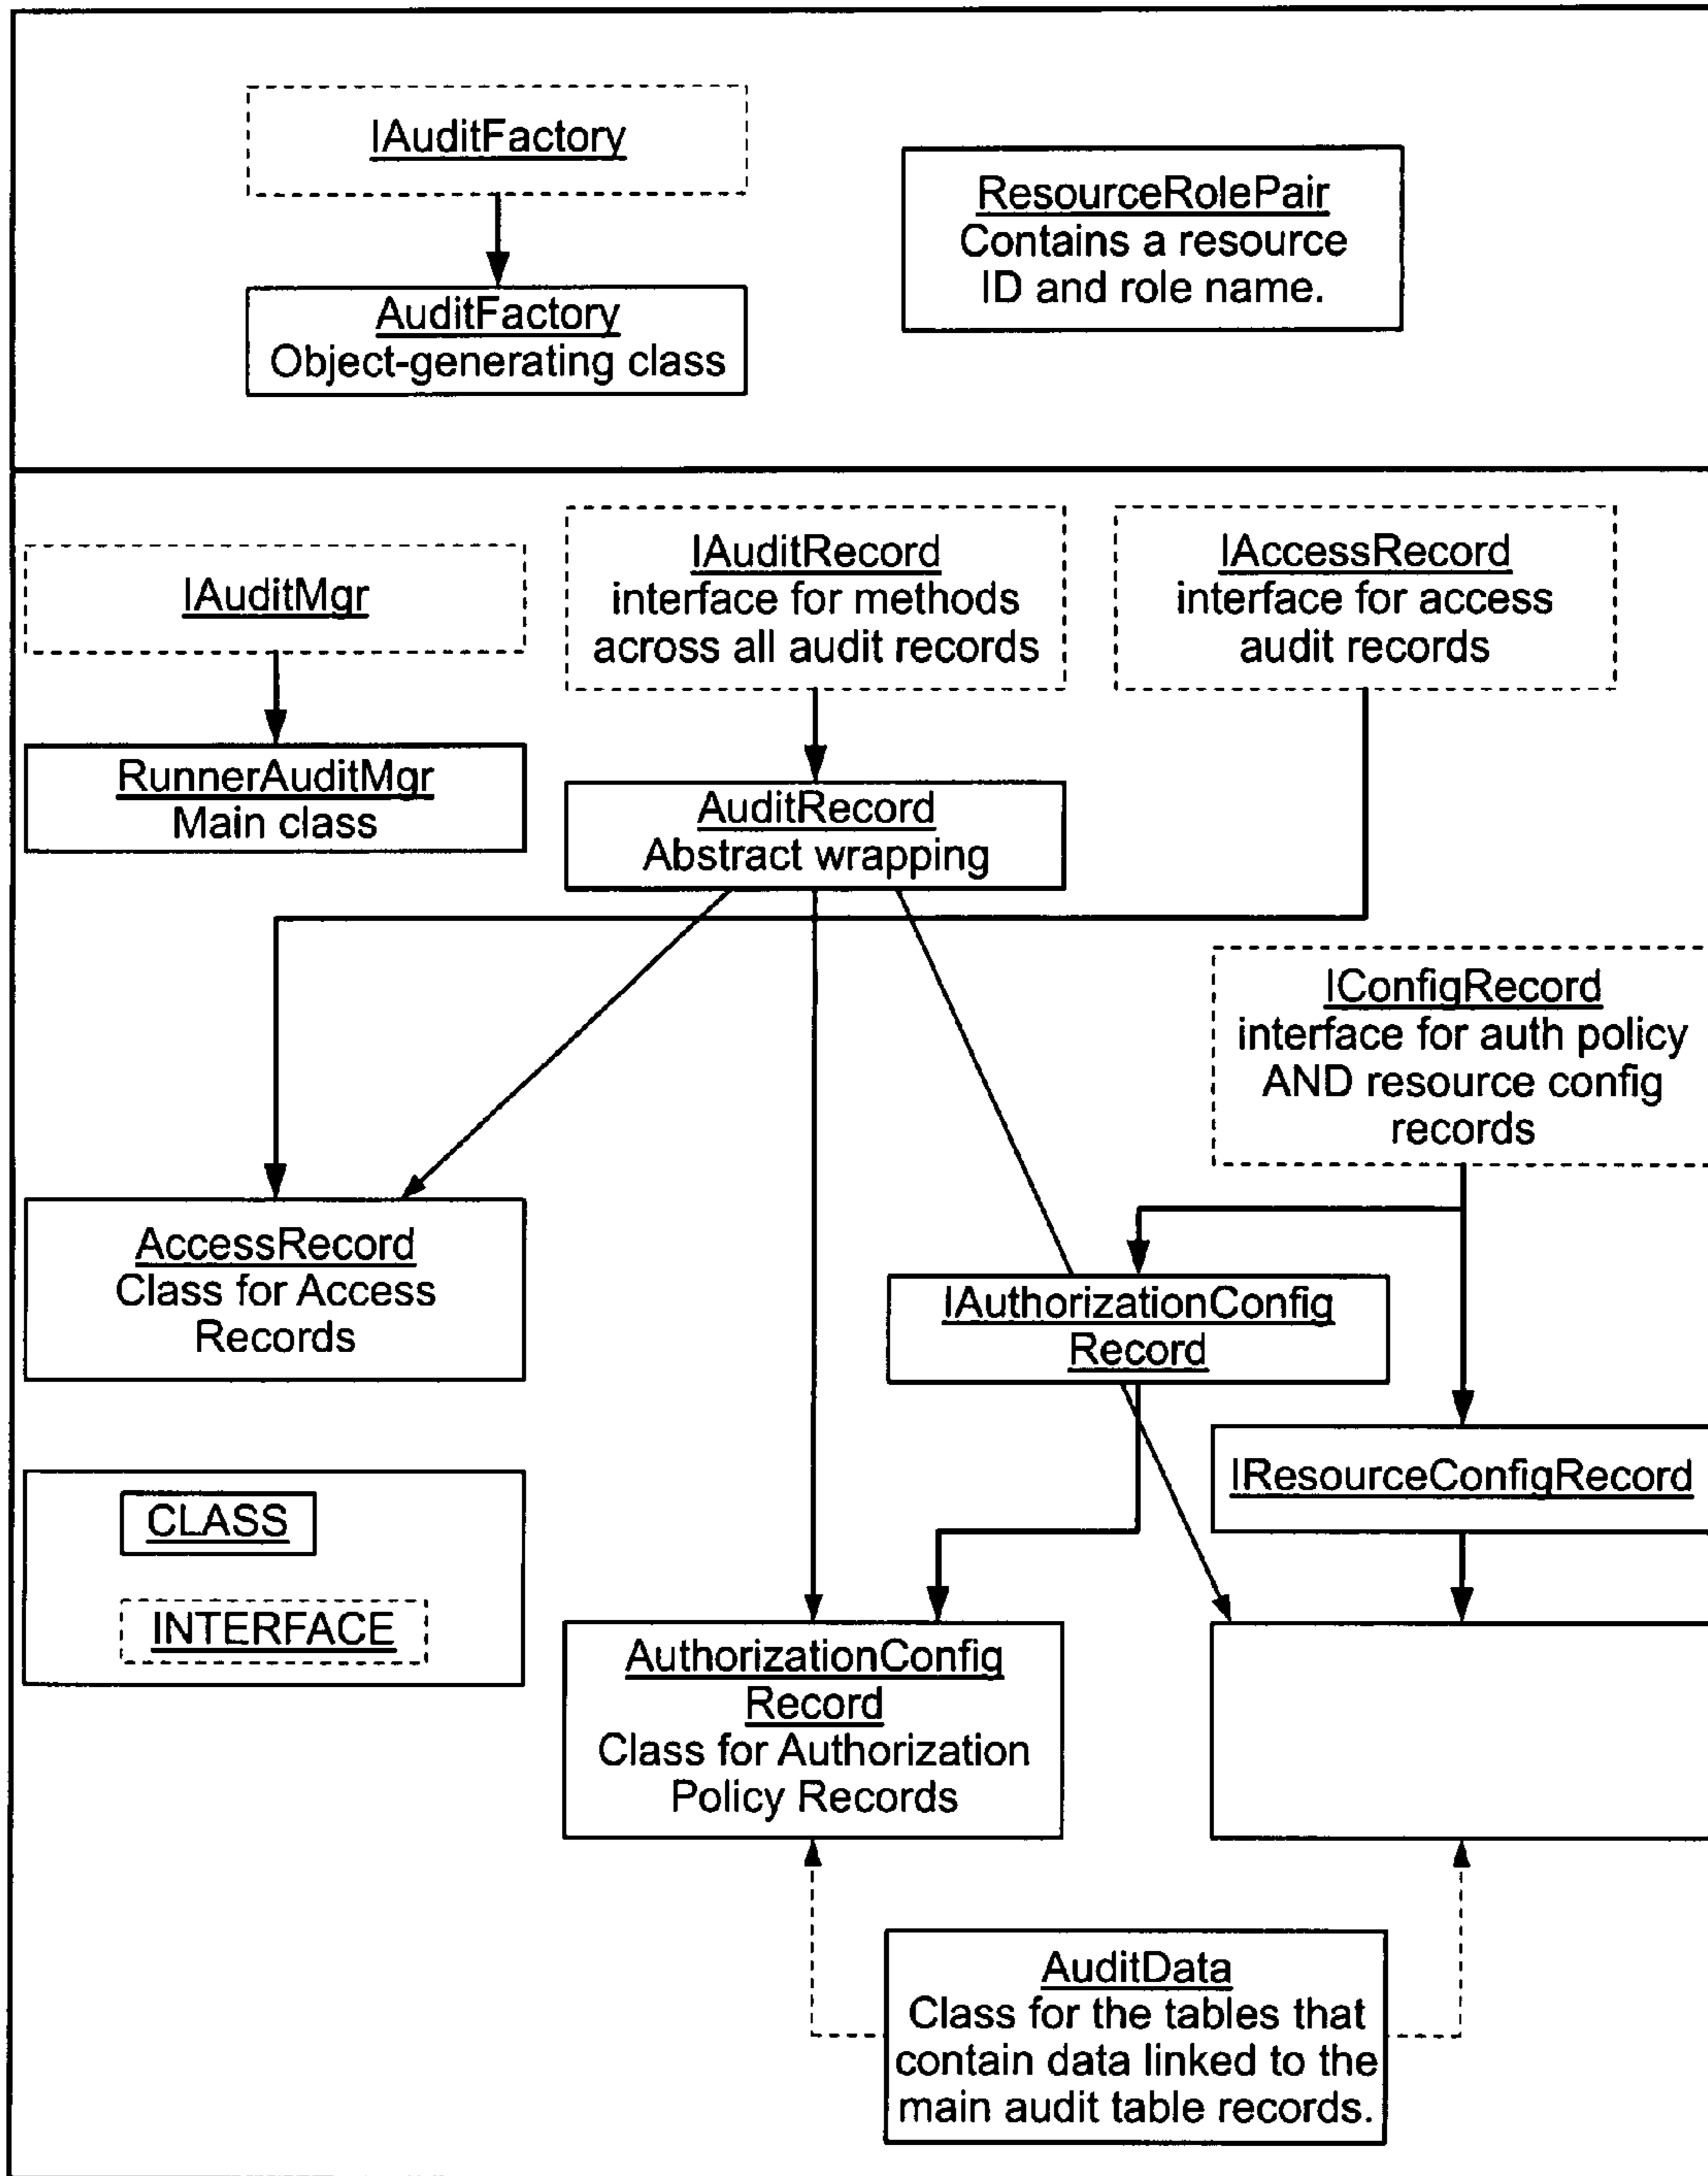 IAuditFactory
AuditFactory
Object-generating class
ResourceRolePair
Contains a resource
ID and role name.
IAuditMgr
IAuditRecord
interface for methods
across all audit records
IAccessRecord
interface for access
audit records
RunnerAuditMgr
Main class
AuditRecord
Abstract wrapping
IConfigRecord
interface for auth policy
AND resource config
records
AccessRecord
Class for Access
Records
IAuthorizationConfig
Record
IResourceConfigRecord
CLASS
INTERFACE
AuthorizationConfig
Record
Class for Authorization
Policy Records
AuditData
Class for the tables that
contain data linked to the
main audit table records.